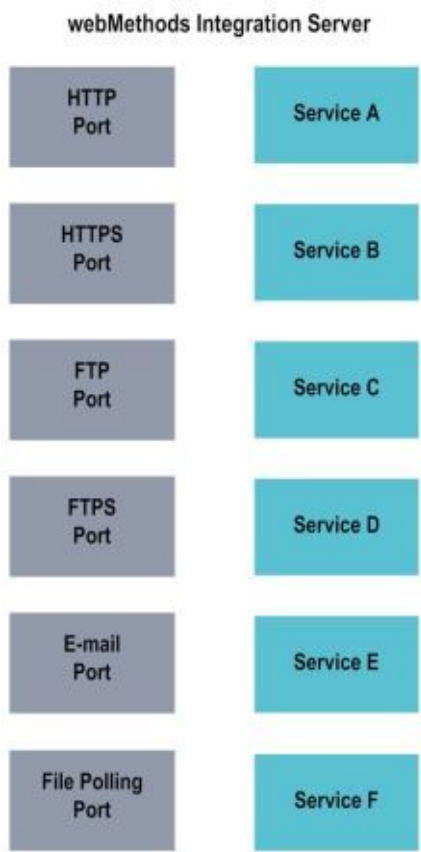 webMethods Integration Server
HTTP
Port
Service A
HTTPS
Port
Service B
FTP
Port
Service C
FTPS
Port
Service D
E-mail
Port
Service E
File Polling
Port
Service F